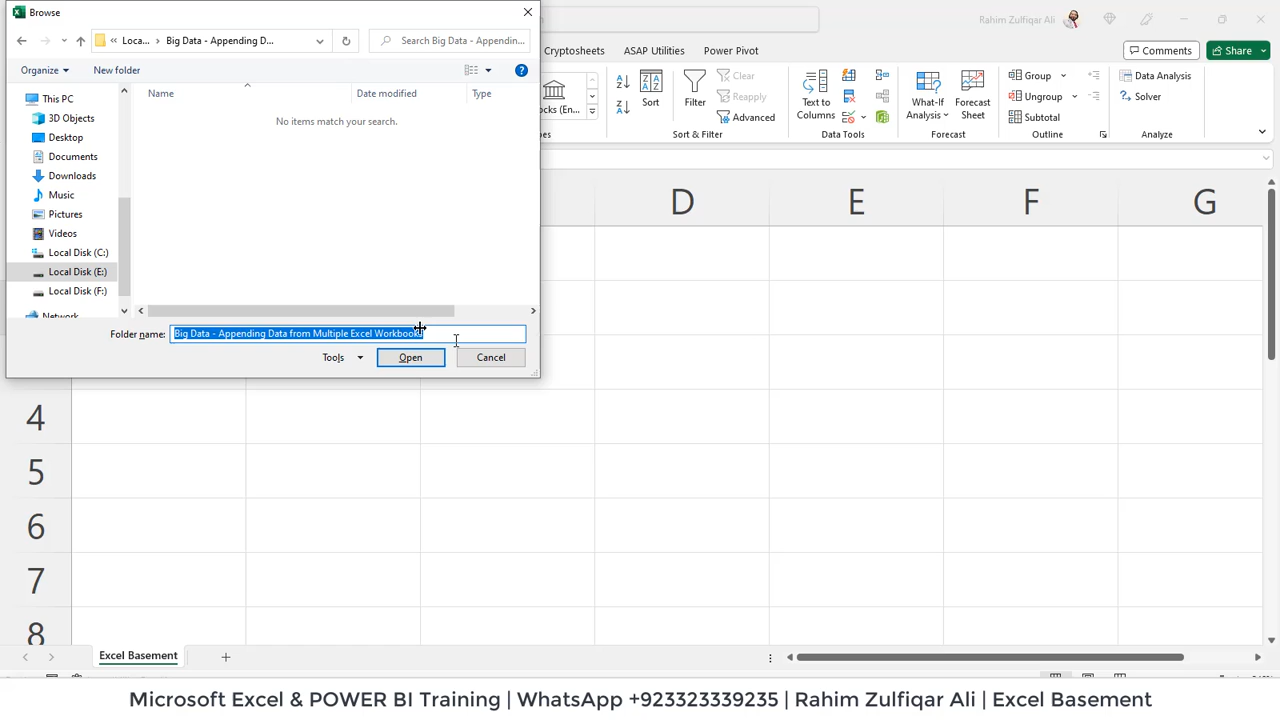 Browse
Rahim Zulfiqar Ali
Loca... Big Data - Appending D...
Search Big Data - Appendin...
Cryptosheets ASAP Utilities Power Pivot
Comments Share
Organize New folder
This PC
3D Objects
Desktop
Documents
Downloads
Music
Pictures
Videos
Local Disk (C:)
Local Disk (E:)
Local Disk (F:)
Network
Name Date modified Type
No items match your search.
Folder name: Big Data - Appending Data from Multiple Excel Workbooks
Tools Open Cancel
ocks (En...
Sort
Filter
Clear
Reapply
Advanced
Sort & Filter
Text to
Columns
Data Tools
What-If
Analysis
Forecast
Sheet
Forecast
Group
Ungroup
Subtotal
Outline
Data Analysis
Solver
Analyze
D E F G
4
5
6
7
8
Excel Basement
Microsoft Excel & POWER BI Training | WhatsApp +923323339235 | Rahim Zulfiqar Ali | Excel Basement